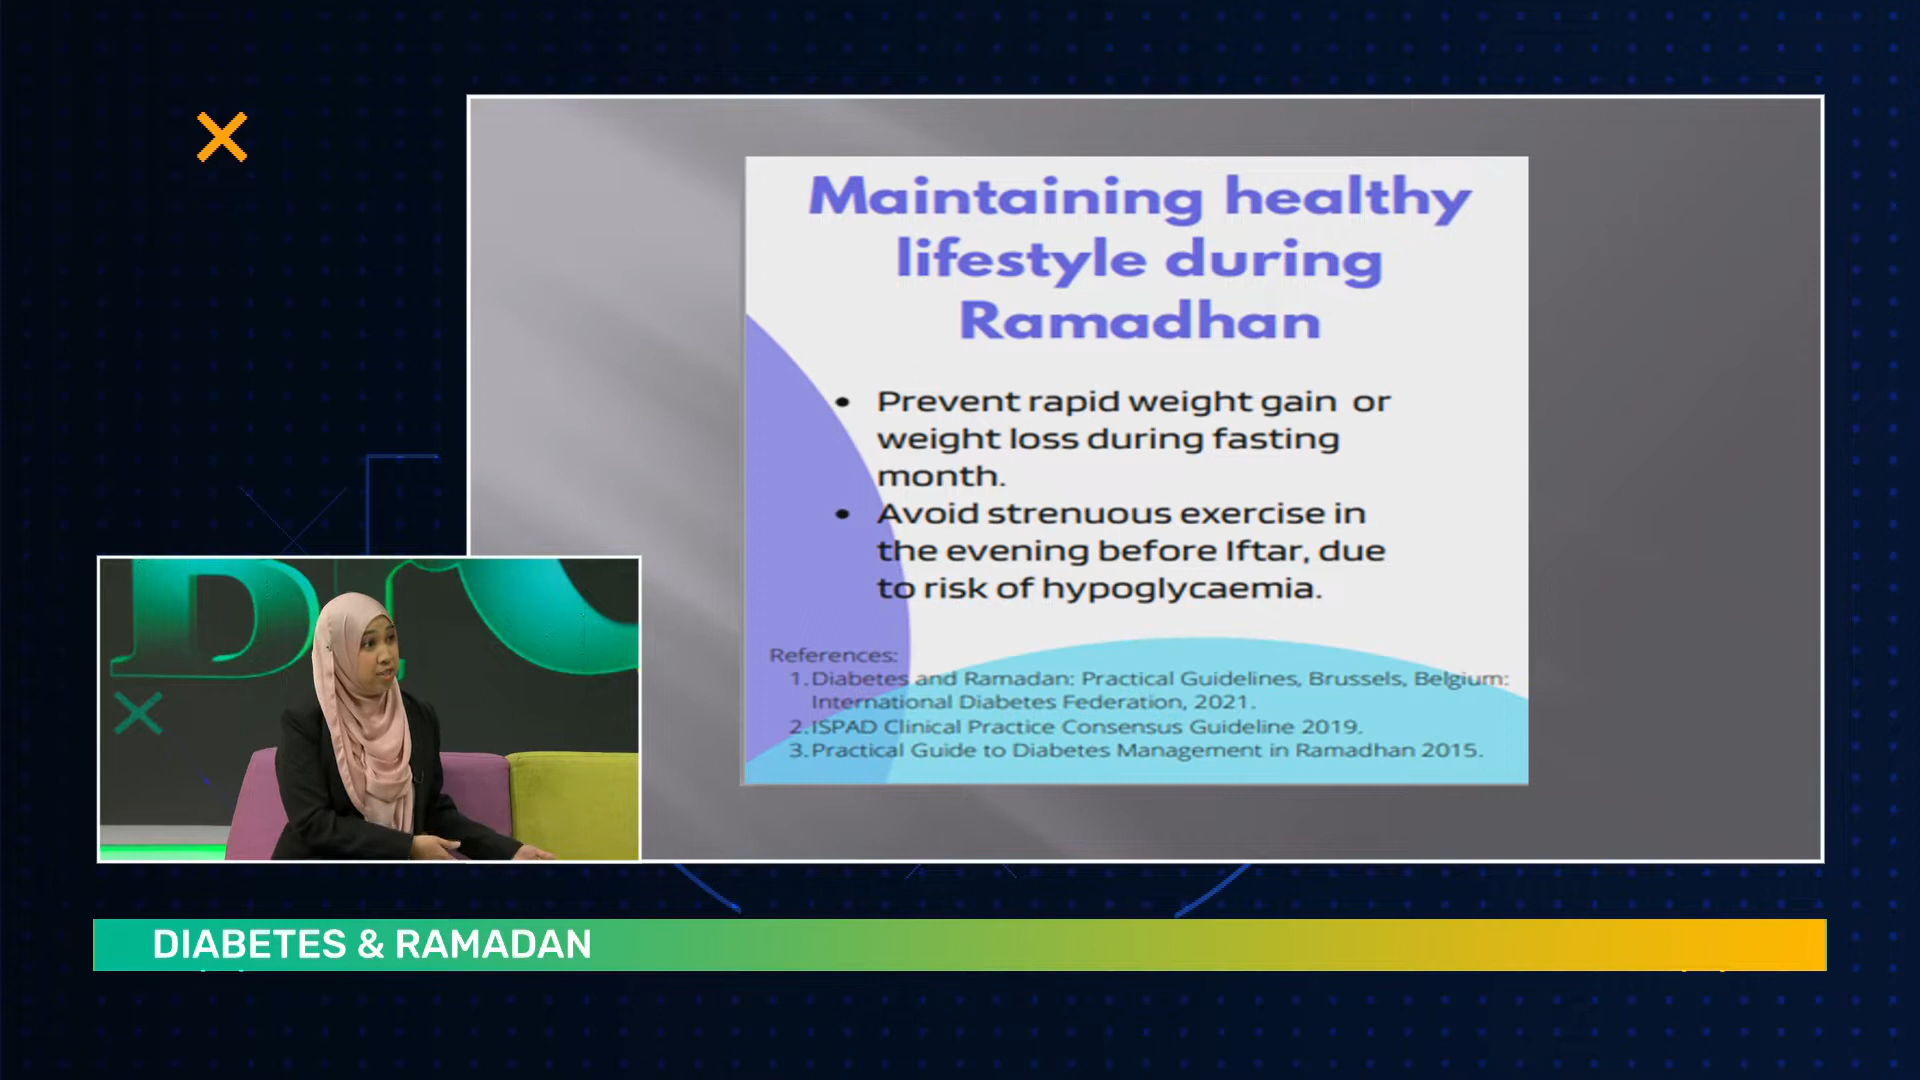 Maintaining healthy
lifestyle during
Ramadhan
• Prevent rapid weight gain or
weight loss during fasting
month.
• Avoid strenuous exercise in
the evening before Iftar, due
to risk of hypoglycaemia.
References:
1. Diabetes and Ramadan: Practical Guidelines, Brussels, Belgium:
International Diabetes Federation, 2021.
2. ISPAD Clinical Practice Consensus Guideline 2019.
3. Practical Guide to Diabetes Management in Ramadhan 2015.
DIABETES & RAMADAN